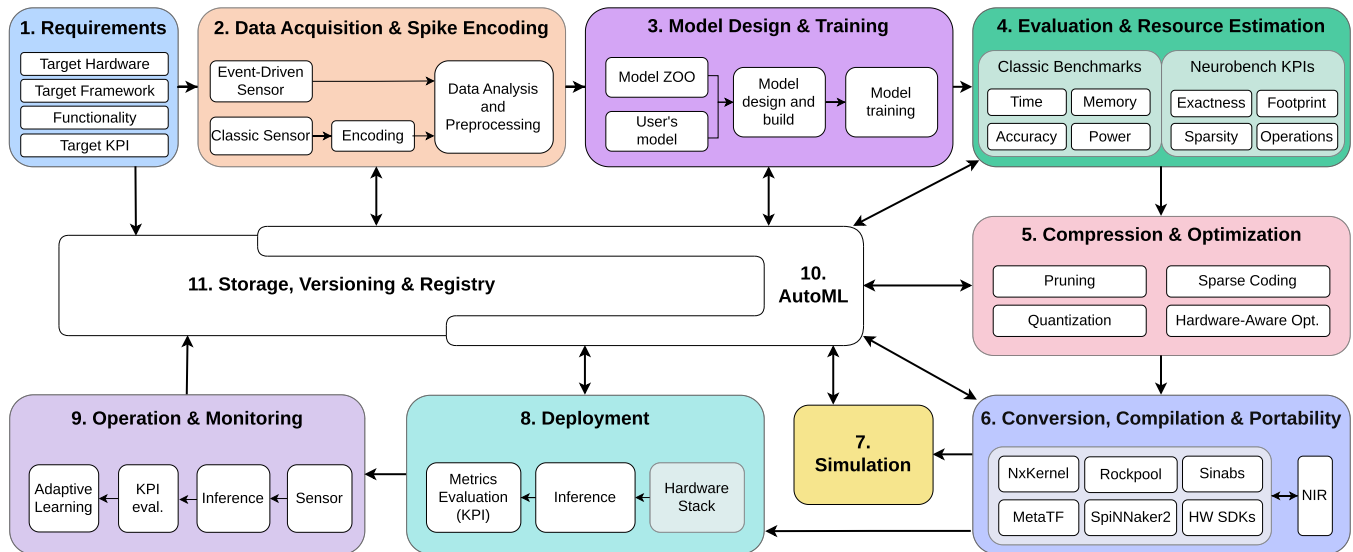 1. Requirements
Target Hardware
Target Framework
Functionality
Target KPI
2. Data Acquisition & Spike Encoding
Event-Driven
Sensor
Classic Sensor
Encoding
Data Analysis
and
Preprocessing
3. Model Design & Training
Model ZOO
User's
model
Model
design and
build
Model
training
4. Evaluation & Resource Estimation
Classic Benchmarks
Time
Memory
Accuracy
Power
Neurobench KPIs
Exactness
Footprint
Sparsity
Operations
5. Compression & Optimization
Pruning
Sparse Coding
Quantization
Hardware-Aware Opt.
11. Storage, Versioning & Registry
10.
AutoML
9. Operation & Monitoring
Adaptive
Learning
KPI
eval.
Inference
Sensor
8. Deployment
Metrics
Evaluation
(KPI)
Inference
Hardware
Stack
7.
Simulation
6. Conversion, Compilation & Portability
NxKernel
Rockpool
Sinabs
MetaTF
SpiNNaker2
HW SDKs
NIR